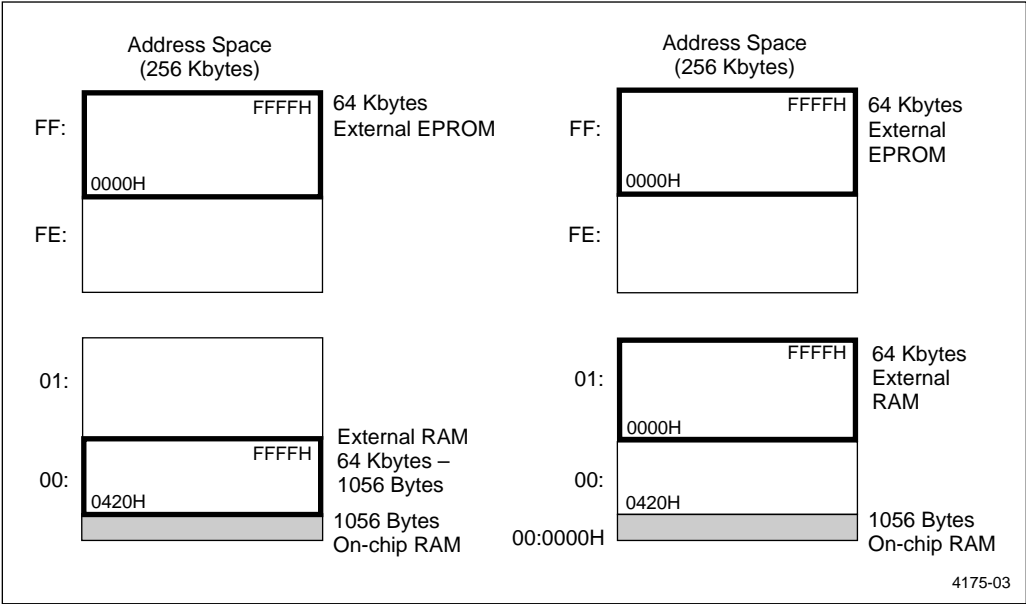 Address Space
(256 Kbytes)
FF:
FFFFH
0000H
64 Kbytes
External EPROM
FE:
01:
00:
FFFFH
0420H
External RAM
64 Kbytes –
1056 Bytes
1056 Bytes
On-chip RAM
Address Space
(256 Kbytes)
FF:
FFFFH
0000H
64 Kbytes
External
EPROM
FE:
01:
FFFFH
0000H
64 Kbytes
External
RAM
00:
0420H
00:0000H
1056 Bytes
On-chip RAM
4175-03